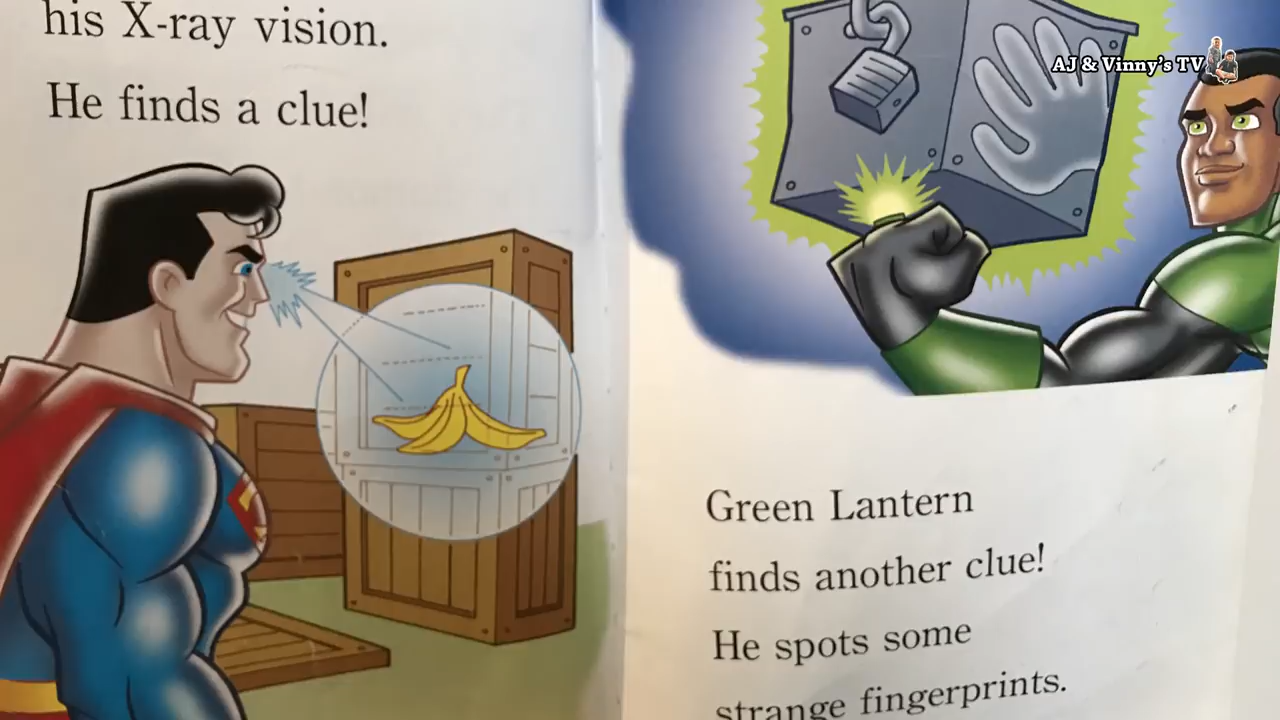 his X-ray vision.
He finds a clue!
AJ & Vinny's TV
Green Lantern
finds another clue!
He spots some
strange fingerprints.